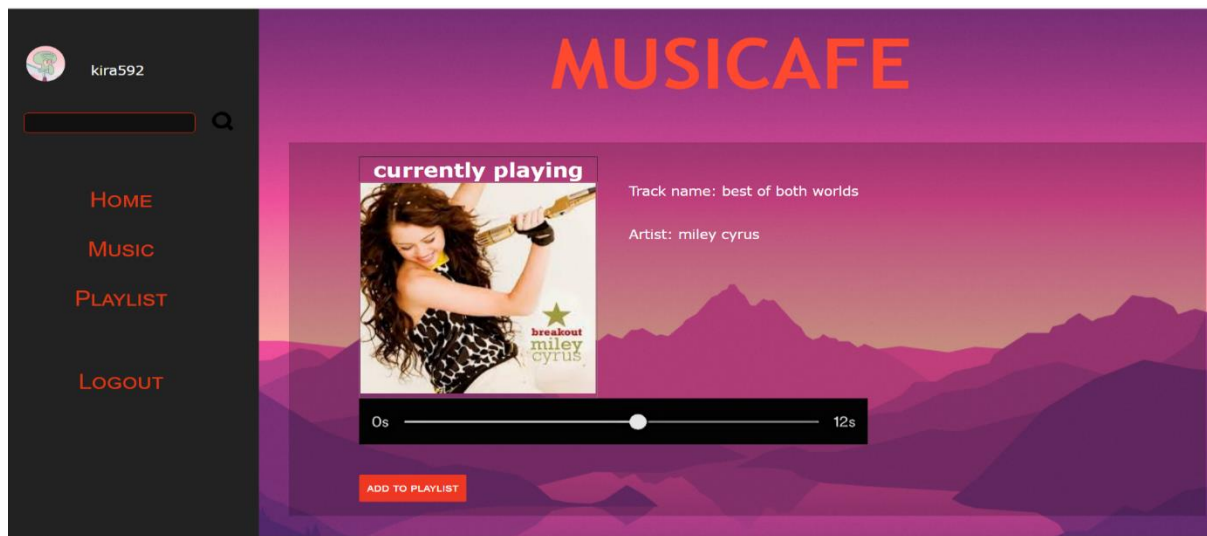 kira592
HOME
MUSIC
PLAYLIST
LOGOUT
MUSICAFE
currently playing
breakout
miley
cyrus
Track name: best of both worlds
Artist: miley cyrus
0s
12s
ADD TO PLAYLIST